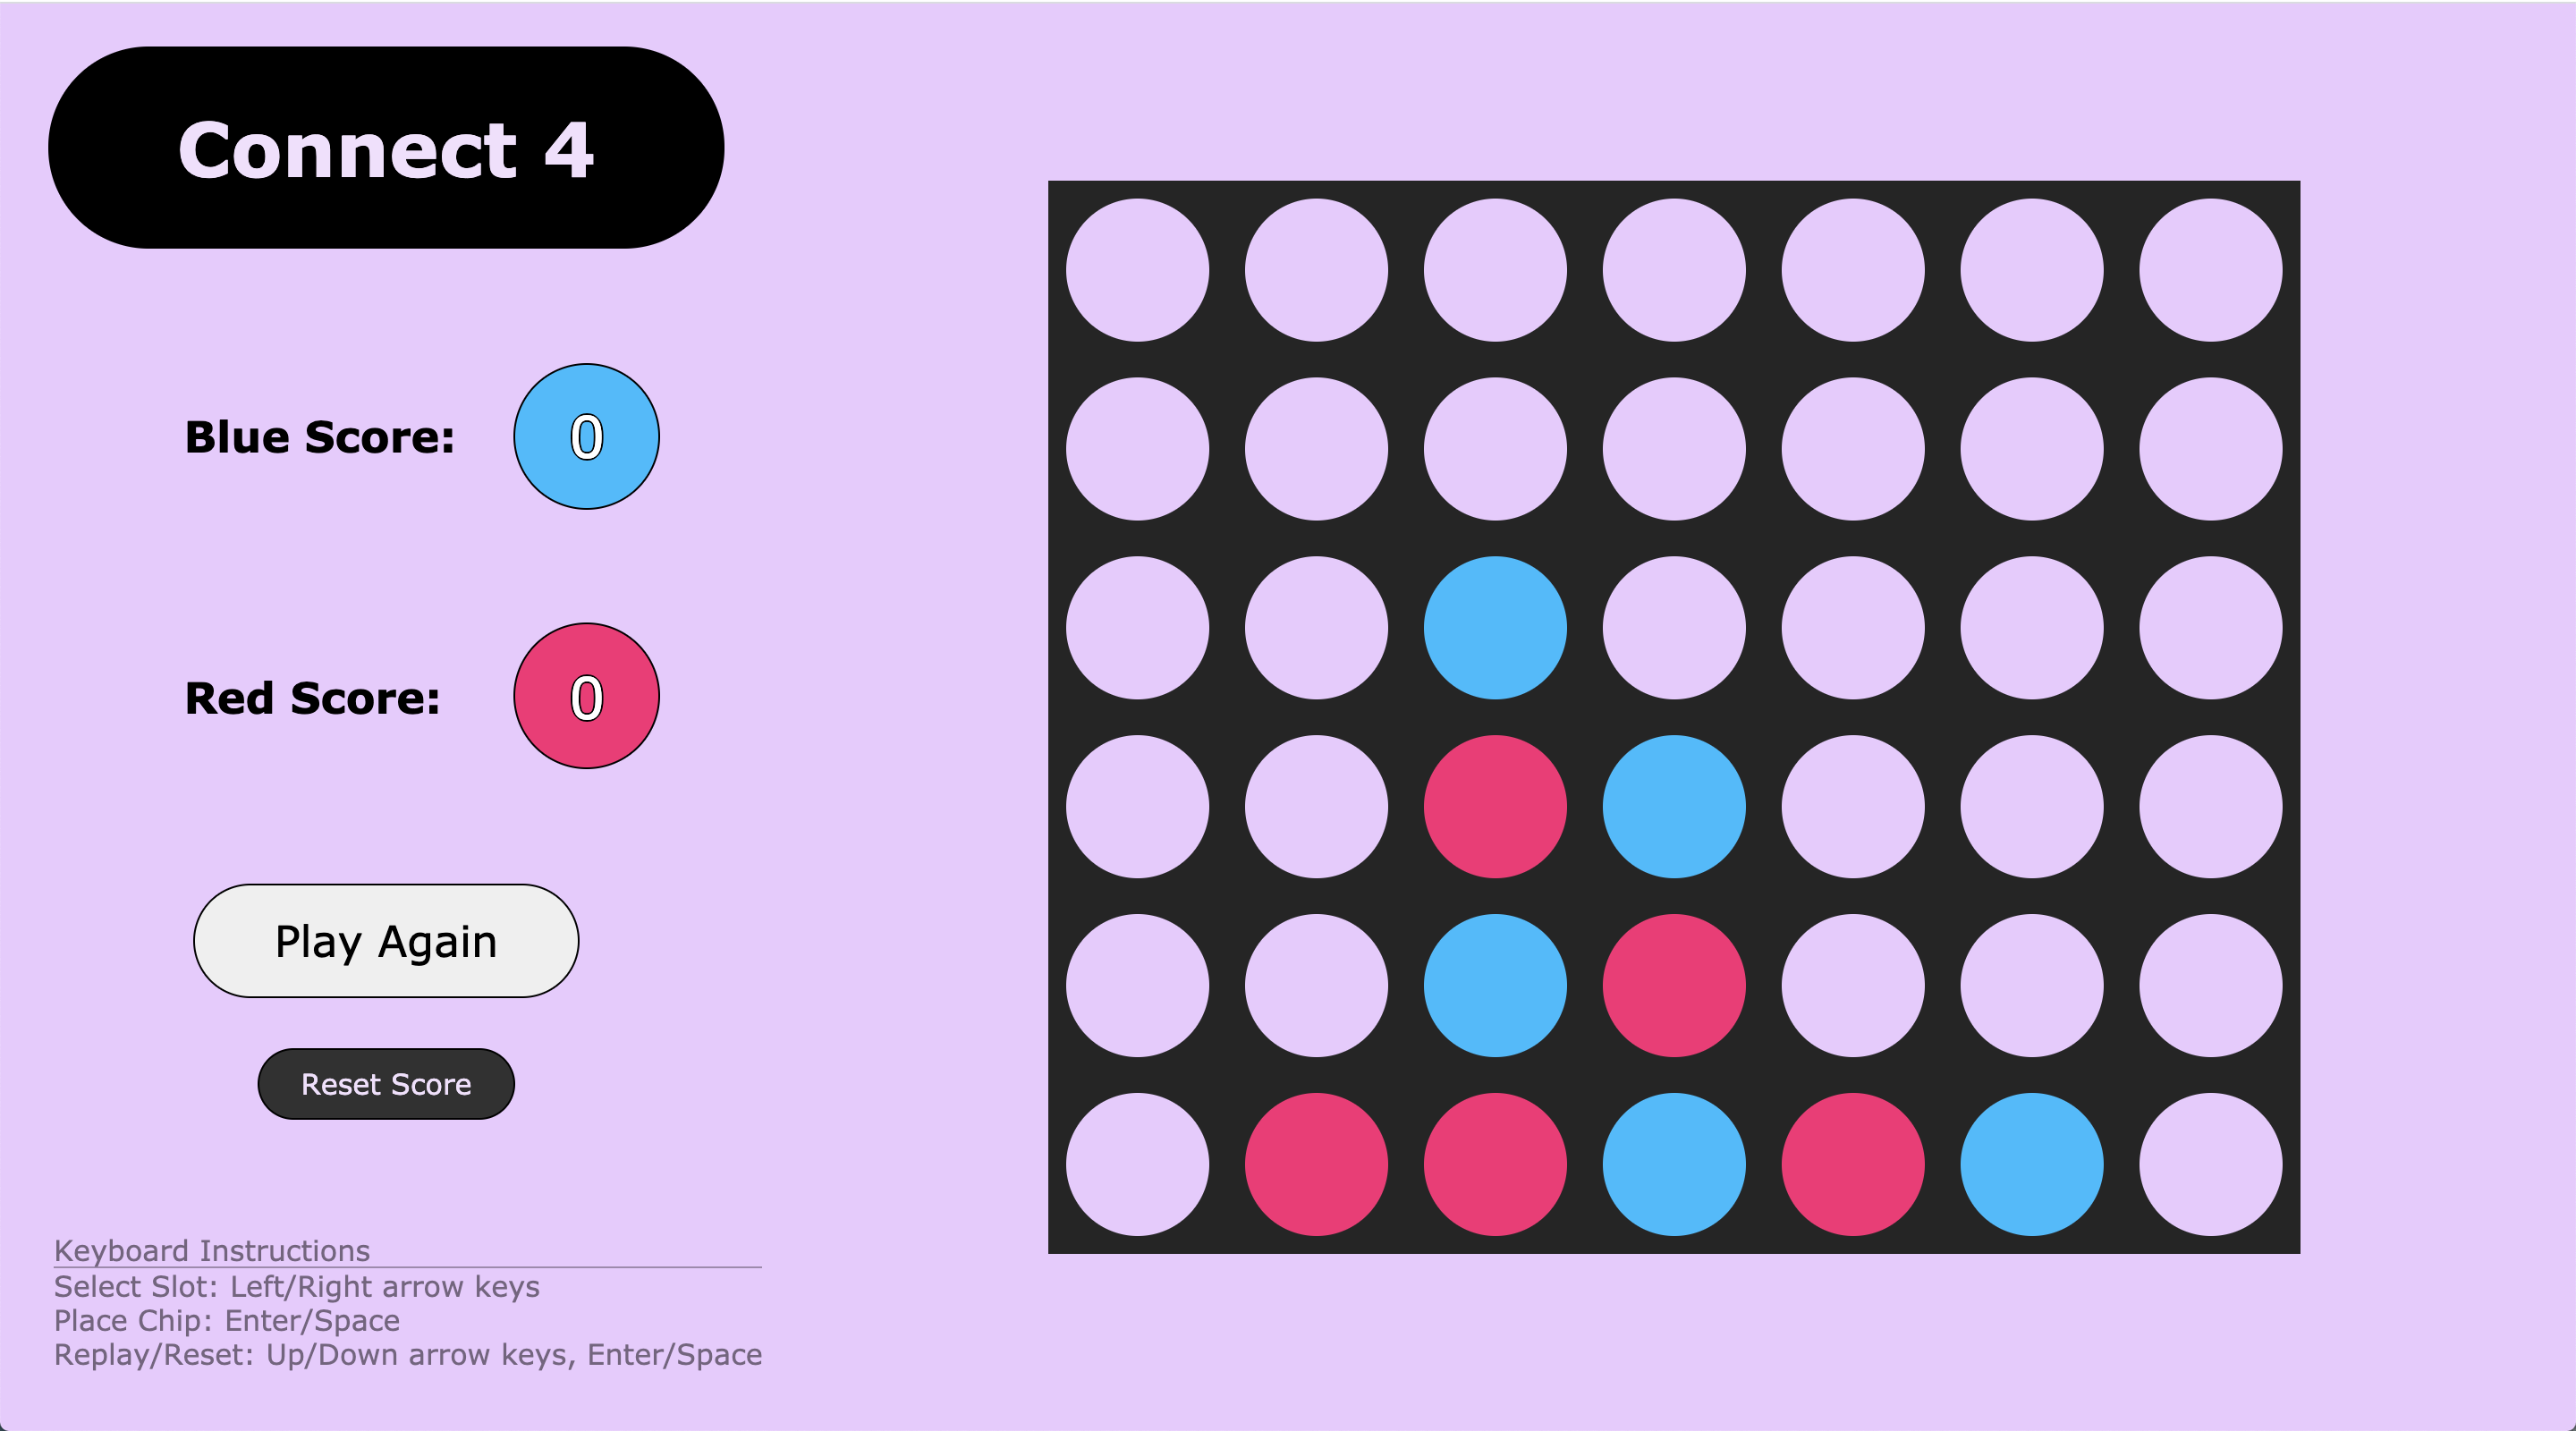 Connect 4
Blue Score: 0
Red Score: 0
Play Again
Reset Score
Keyboard Instructions
Select Slot: Left/Right arrow keys
Place Chip: Enter/Space
Replay/Reset: Up/Down arrow keys, Enter/Space